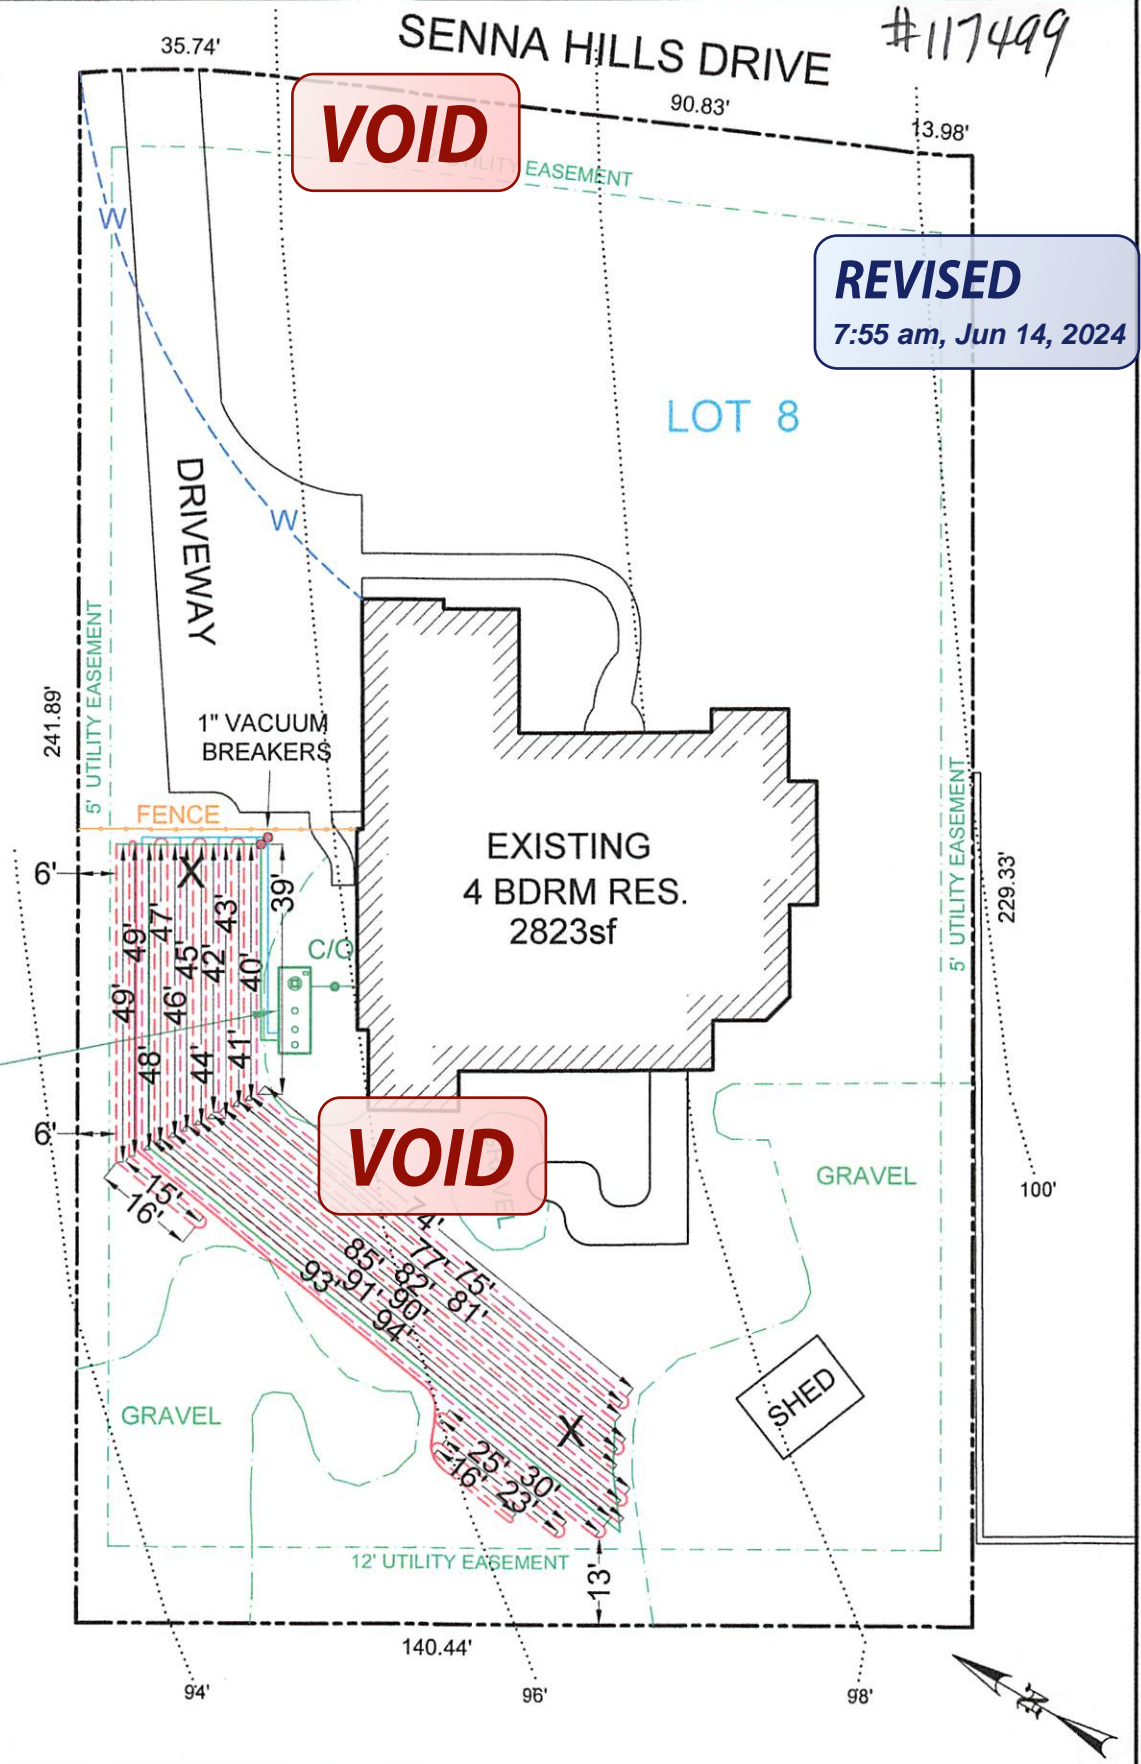 #117499
SENNA HILLS DRIVE
35.74'
90.83'
13.98'
VOID
UTILITY EASEMENT
W
REVISED
7:55 am, Jun 14, 2024
LOT 8
DRIVEWAY
W
5' UTILITY EASEMENT
241.89'
1" VACUUM
BREAKERS
FENCE
5' UTILITY EASEMENT
229.33'
EXISTING
4 BDRM RES.
2823sf
6'
X
39'
C/O
49'
49'
48'
47'
46'
45'
44'
42'
43'
41'
40'
6'
15'
16'
VOID
GRAVEL
100'
74'
77'
75'
85'
82'
81'
93'
91'
90'
94'
X
SHED
GRAVEL
25'
30'
16'
23'
12' UTILITY EASEMENT
13'
140.44'
94'
96'
98'
N